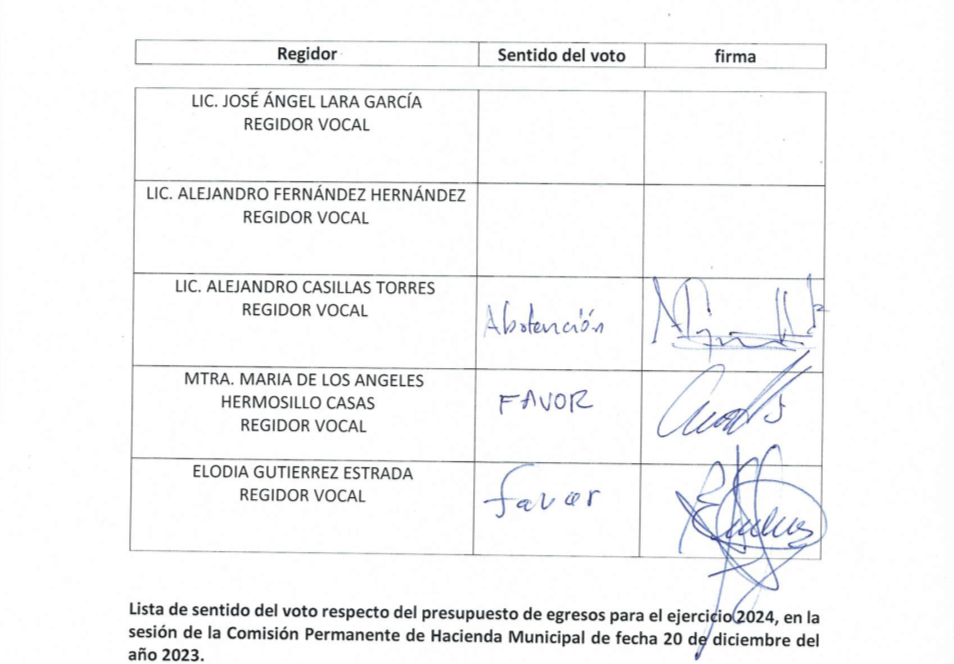 Regidor Sentido del voto firma
LIC. JOSÉ ÁNGEL LARA GARCÍA
REGIDOR VOCAL
LIC. ALEJANDRO FERNÁNDEZ HERNÁNDEZ
REGIDOR VOCAL
LIC. ALEJANDRO CASILLAS TORRES
REGIDOR VOCAL
Abstención
MTRA. MARIA DE LOS ANGELES
HERMOSILLO CASAS
REGIDOR VOCAL
FAVOR
ELODIA GUTIERREZ ESTRADA
REGIDOR VOCAL
favor
Lista de sentido del voto respecto del presupuesto de egresos para el ejercicio 2024, en la
sesión de la Comisión Permanente de Hacienda Municipal de fecha 20 de diciembre del
año 2023.